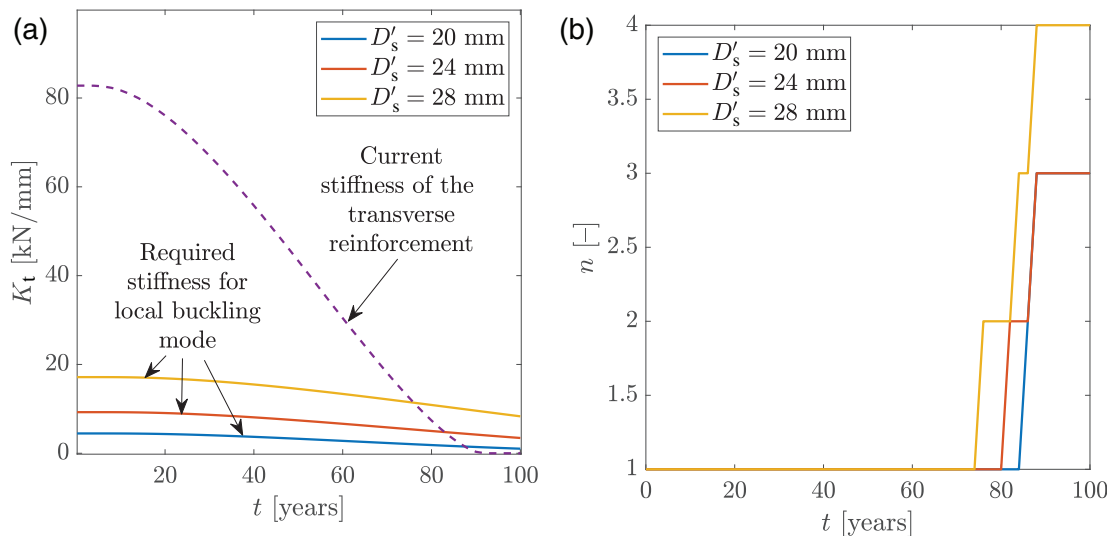 (a)
D′s = 20 mm
D′s = 24 mm
D′s = 28 mm
Current
stiffness of the
transverse
reinforcement
Required
stiffness for
local buckling
mode
Kt [kN/mm]
80
60
40
20
0
20 40 60 80 100
t [years]
(b)
D′s = 20 mm
D′s = 24 mm
D′s = 28 mm
n [−]
4
3.5
3
2.5
2
1.5
1
0 20 40 60 80 100
t [years]